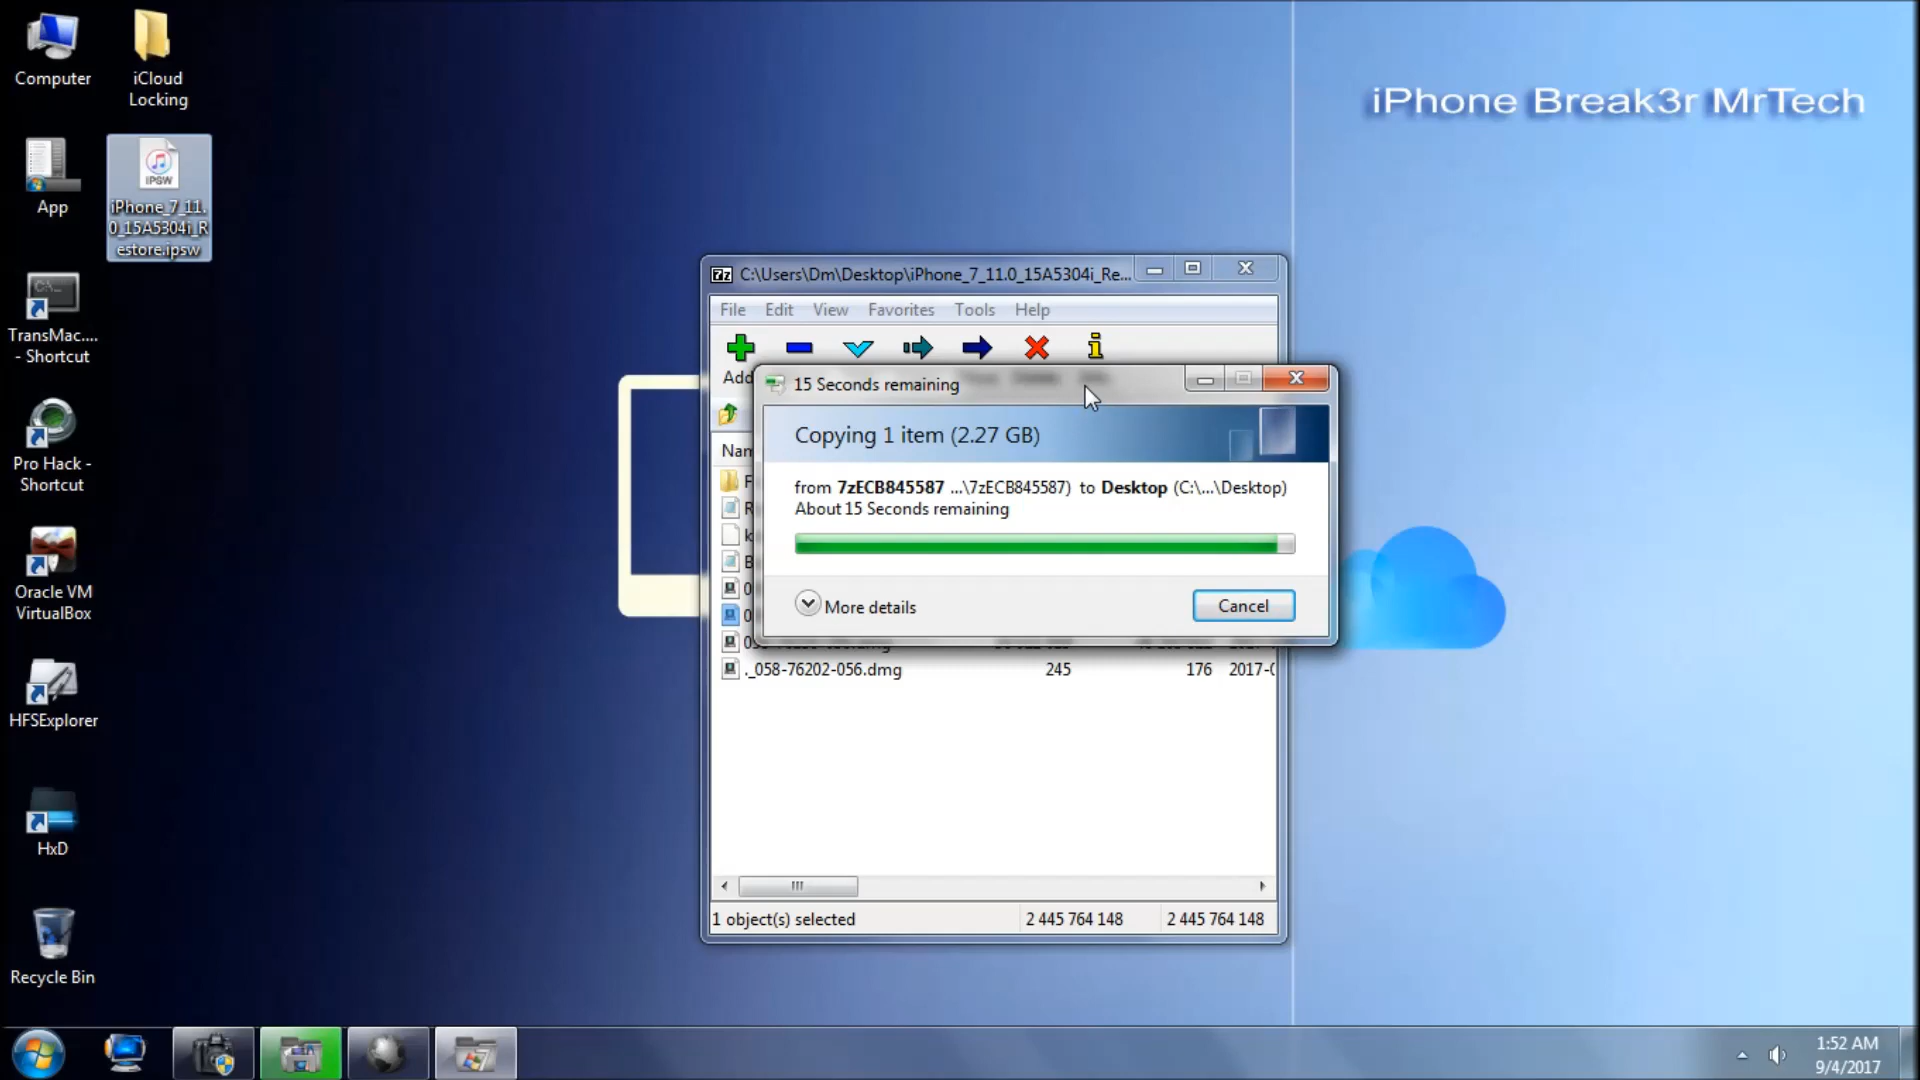 Computer
iCloud
Locking
iPhone Break3r MrTech
App
IPSW
iPhone_7_11.
0_15A5304i_R
estore.ipsw
C:\Users\Dm\Desktop\iPhone_7_11.0_15A5304i_Re...
File Edit View Favorites Tools Help
TransMac....
- Shortcut
15 Seconds remaining
Copying 1 item (2.27 GB)
from 7zECB845587 ...\7zECB845587) to Desktop (C:\...\Desktop)
About 15 Seconds remaining
More details
Cancel
Pro Hack -
Shortcut
Oracle VM
VirtualBox
._058-76202-056.dmg 245 176
HFSExplorer
HxD
1 object(s) selected 2 445 764 148 2 445 764 148
Recycle Bin
1:52 AM
9/4/2017